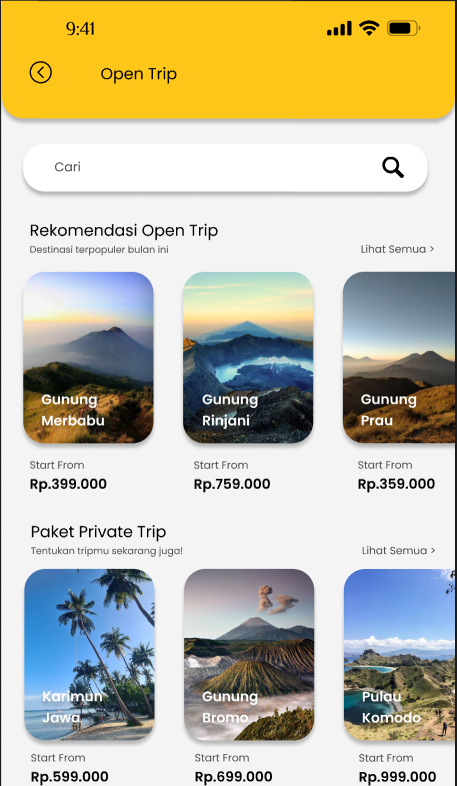 9:41
Open Trip
Cari
Rekomendasi Open Trip
Destinasi terpopuler bulan ini
Lihat Semua >
Gunung
Merbabu
Gunung
Rinjani
Gunung
Prau
Start From
Rp.399.000
Start From
Rp.759.000
Start From
Rp.359.000
Paket Private Trip
Tentukan tripmu sekarang juga!
Lihat Semua >
Karimun
Jawa
Gunung
Bromo
Pulau
Komodo
Start From
Rp.599.000
Start From
Rp.699.000
Start From
Rp.999.000